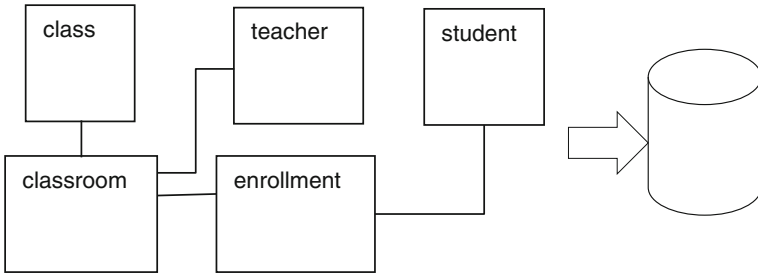 class
teacher
student
classroom
enrollment